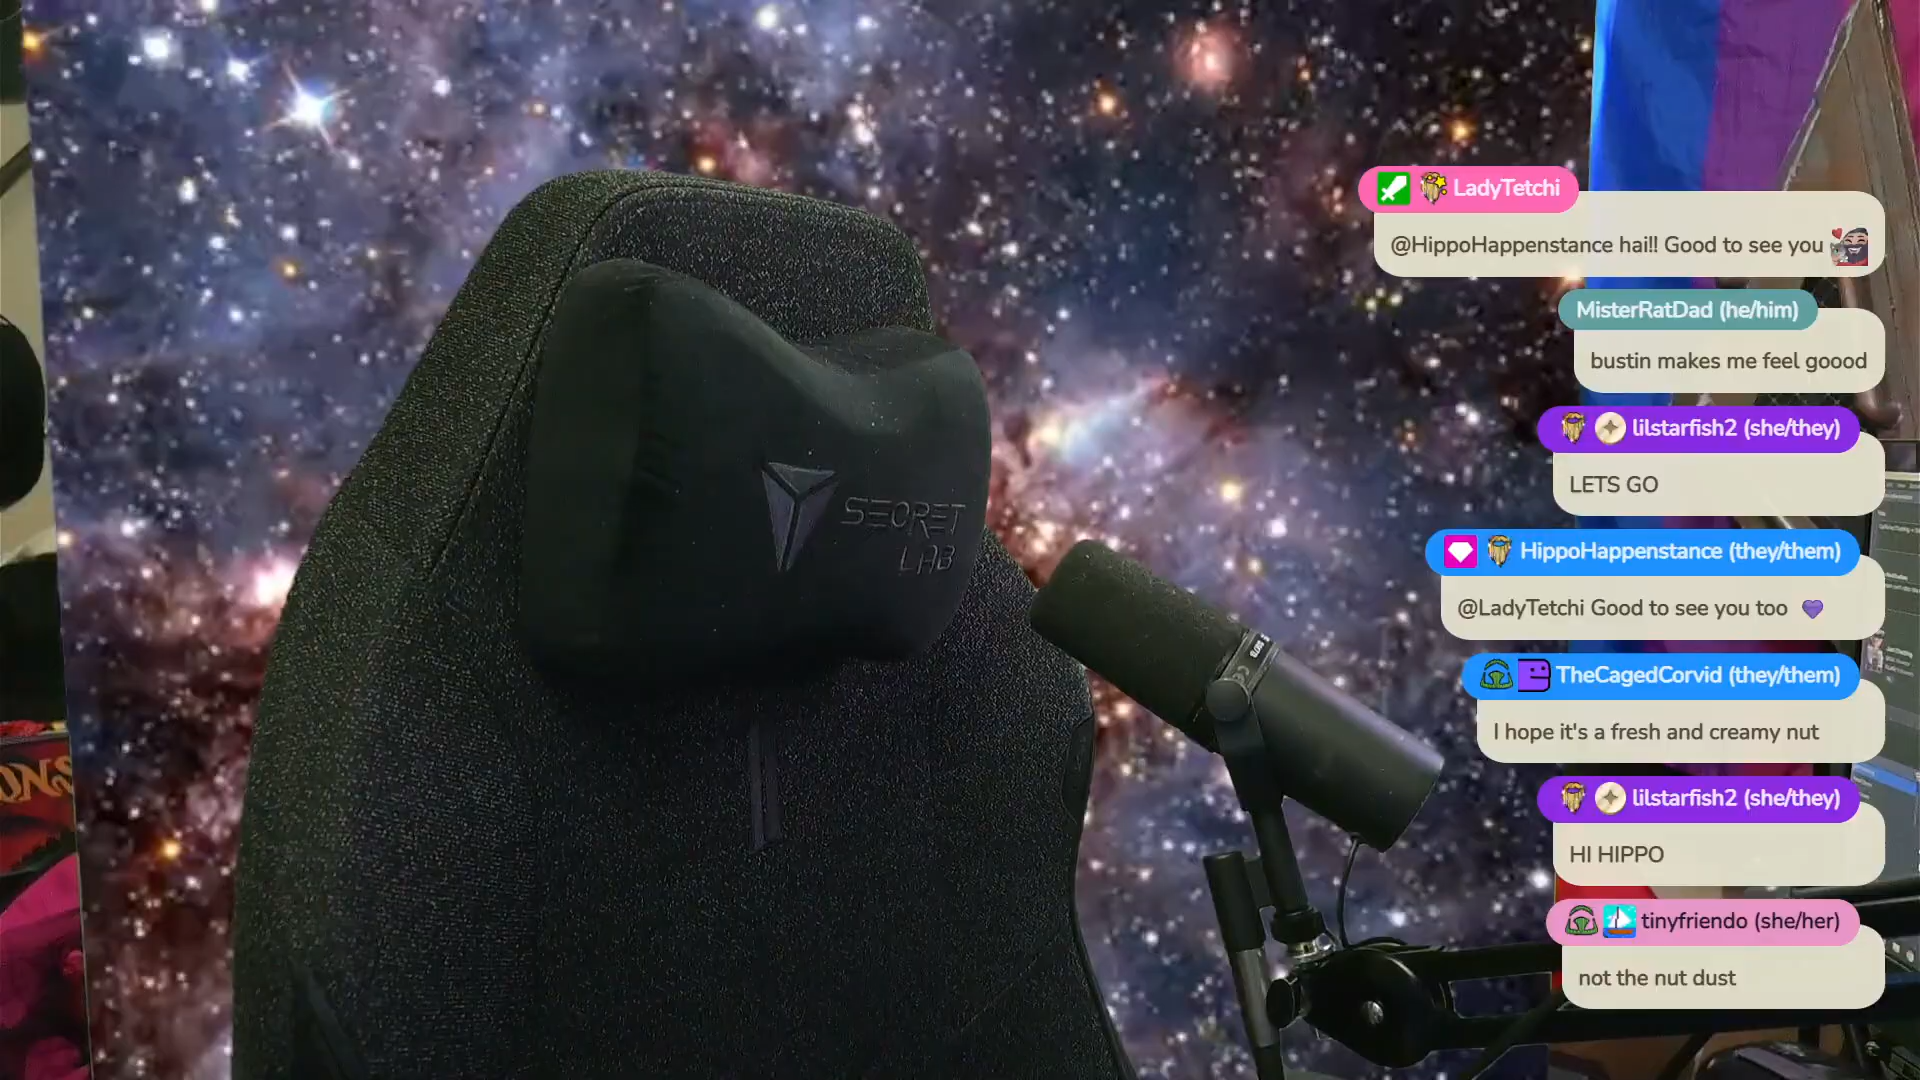 LadyTetchi
@HippoHappenstance hai!! Good to see you
MisterRatDad (he/him)
bustin makes me feel goood
lilstarfish2 (she/they)
LETS GO
HippoHappenstance (they/them)
@LadyTetchi Good to see you too
TheCagedCorvid (they/them)
I hope it's a fresh and creamy nut
lilstarfish2 (she/they)
HI HIPPO
tinyfriendo (she/her)
not the nut dust
SECRET
LAB
ONS